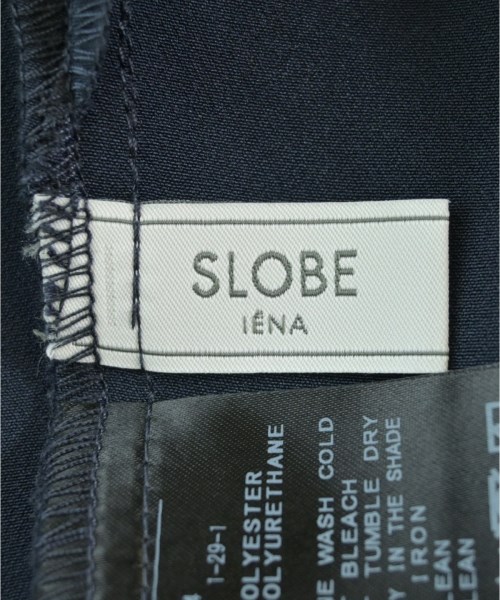 SLOBE
IÉNA
1-29-1
OLYESTER
OLYURETHANE
E WASH COLD
BLEACH
TUMBLE DRY
Y IN THE SHADE
IRON
LEAN
LEAN